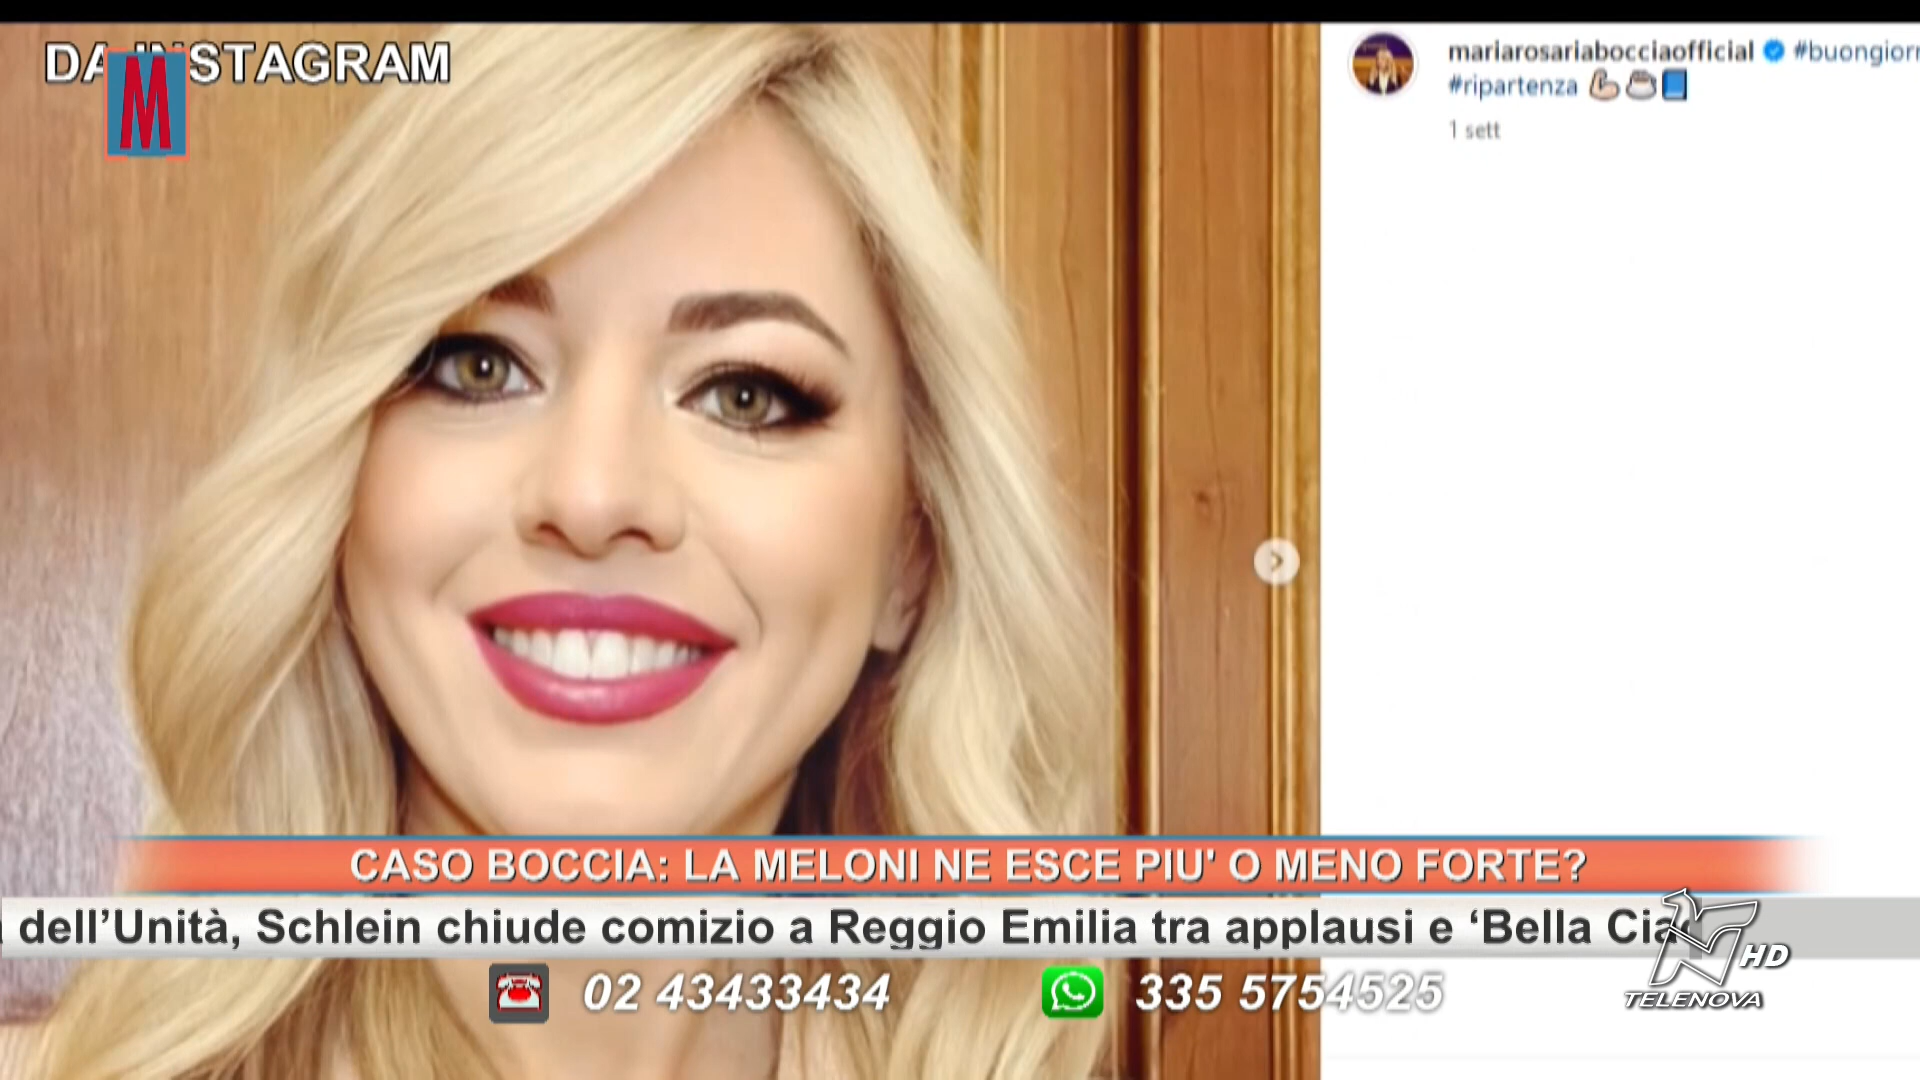 DA INSTAGRAM
M
mariarosariabocciaofficial #buongiorn
#ripartenza
1 sett
CASO BOCCIA: LA MELONI NE ESCE PIU' O MENO FORTE?
dell’Unità, Schlein chiude comizio a Reggio Emilia tra applausi e ‘Bella Ciao
02 43433434
335 5754525
HD
TELENOVA